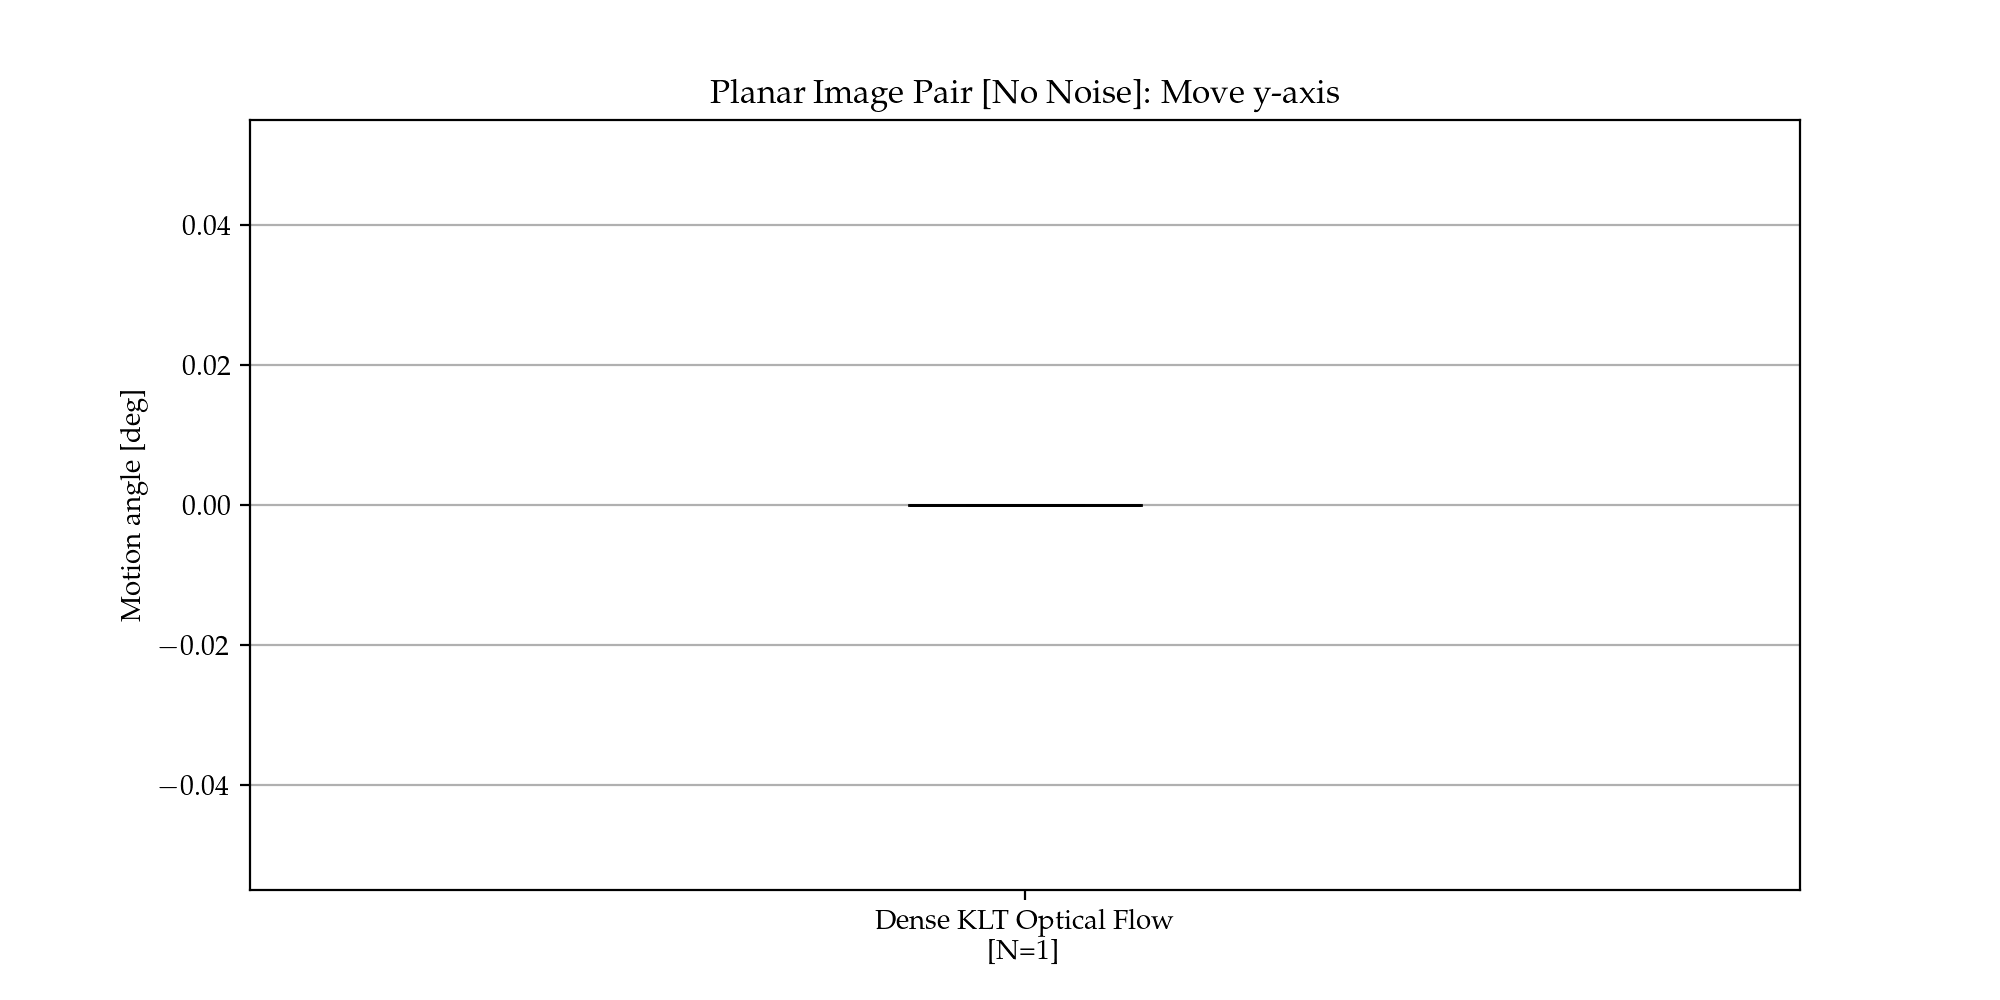 Planar Image Pair [No Noise]: Move y-axis
Motion angle [deg]
0.04
0.02
0.00
−0.02
−0.04
Dense KLT Optical Flow
[N=1]